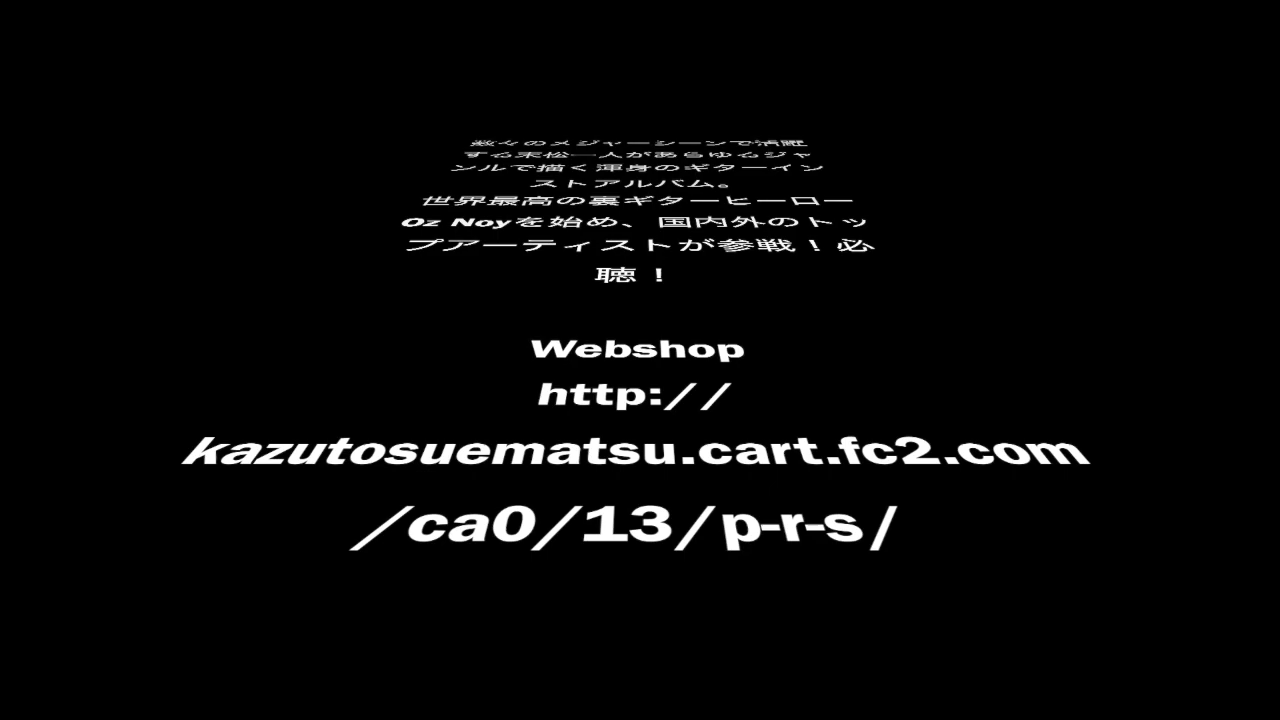 数々のメジャーシーンで活躍
する末松一人があらゆるジャ
ンルで描く渾身のギターイン
ストアルバム。
世界最高の裏ギターヒーロー
Oz Noyを始め、国内外のトッ
プアーティストが参戦！必
聴！
Webshop
http://
kazutosuematsu.cart.fc2.com
/ca0/13/p-r-s/